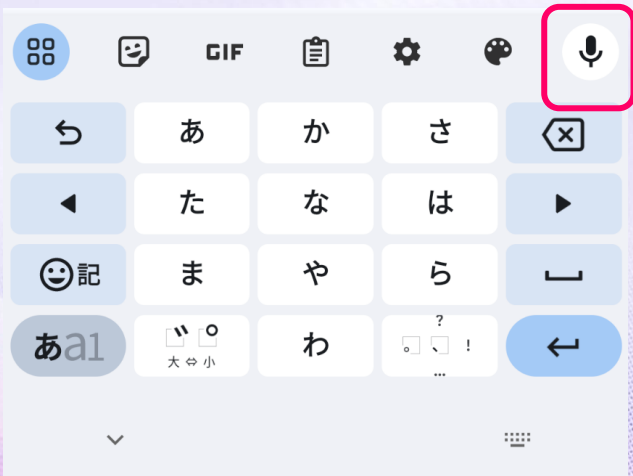 GIF
あ か さ
た な は
記 ま や ら
?
あa1 わ 。 、 !
大 ⇔ 小 ...